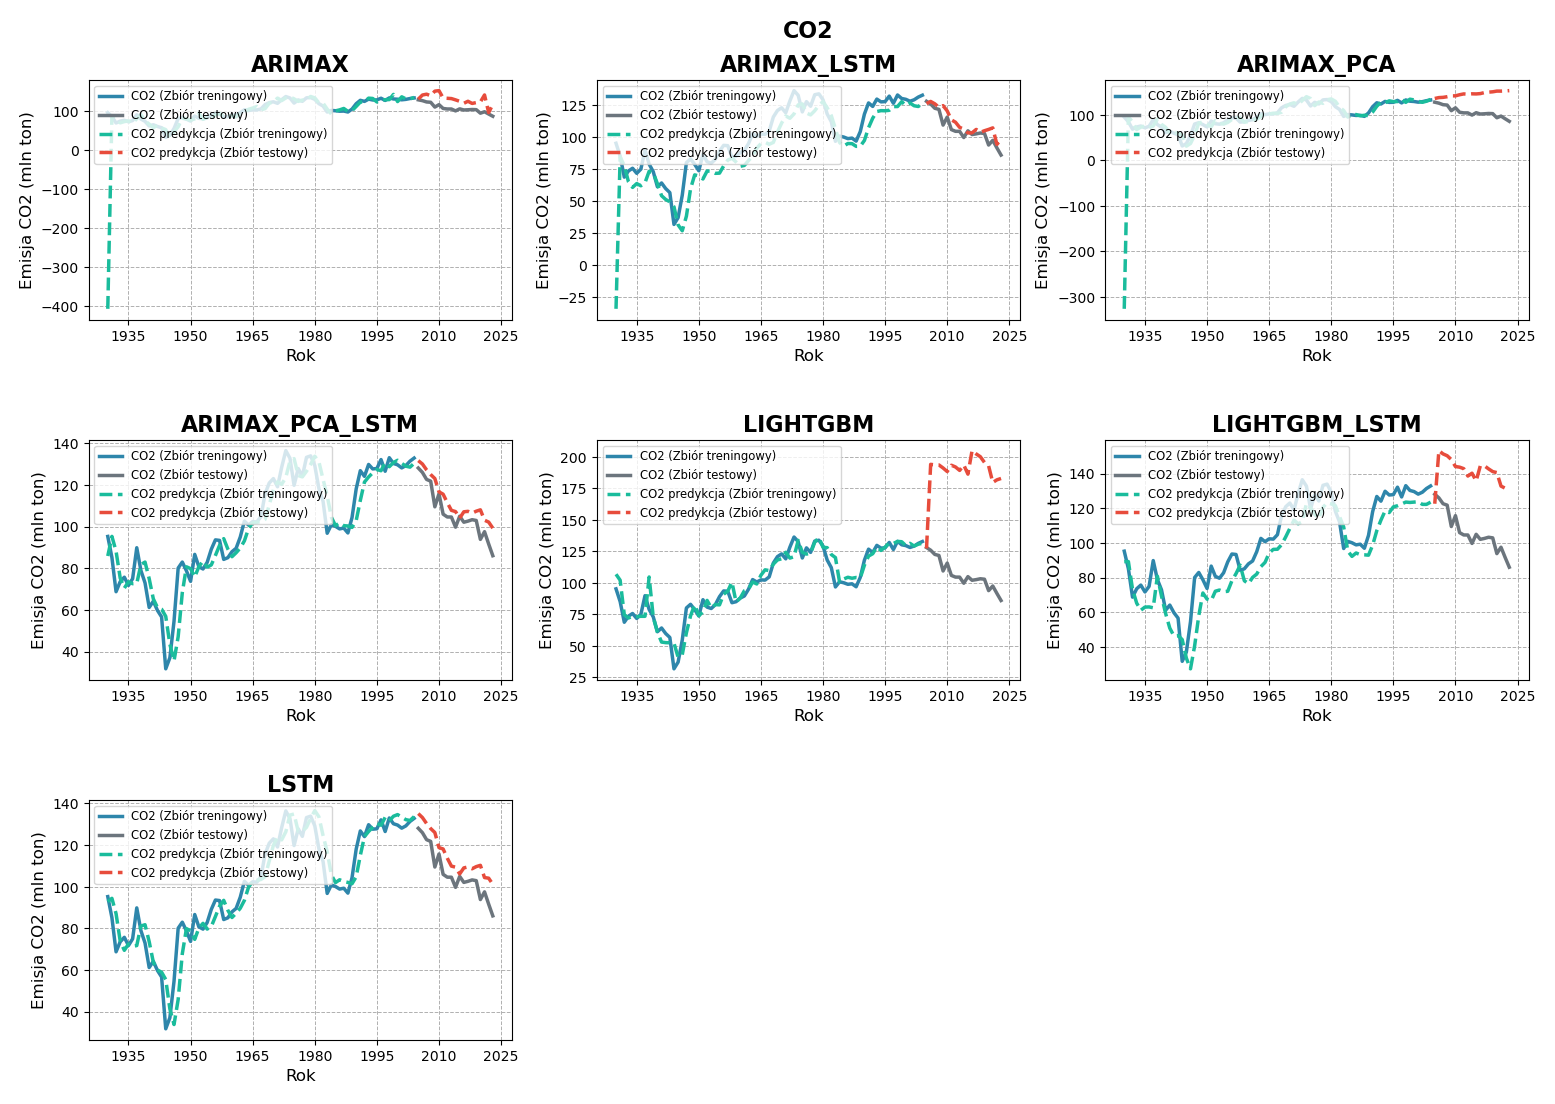 CO2
ARIMAX
Emisja CO2 (mln ton)
100
0
−100
−200
−300
−400
CO2 (Zbiór treningowy)
CO2 (Zbiór testowy)
CO2 predykcja (Zbiór treningowy)
CO2 predykcja (Zbiór testowy)
1935 1950 1965 1980 1995 2010 2025
Rok
ARIMAX_LSTM
Emisja CO2 (mln ton)
125
100
75
50
25
0
−25
CO2 (Zbiór treningowy)
CO2 (Zbiór testowy)
CO2 predykcja (Zbiór treningowy)
CO2 predykcja (Zbiór testowy)
1935 1950 1965 1980 1995 2010 2025
Rok
ARIMAX_PCA
Emisja CO2 (mln ton)
100
0
−100
−200
−300
CO2 (Zbiór treningowy)
CO2 (Zbiór testowy)
CO2 predykcja (Zbiór treningowy)
CO2 predykcja (Zbiór testowy)
1935 1950 1965 1980 1995 2010 2025
Rok
ARIMAX_PCA_LSTM
Emisja CO2 (mln ton)
140
120
100
80
60
40
CO2 (Zbiór treningowy)
CO2 (Zbiór testowy)
CO2 predykcja (Zbiór treningowy)
CO2 predykcja (Zbiór testowy)
1935 1950 1965 1980 1995 2010 2025
Rok
LIGHTGBM
Emisja CO2 (mln ton)
200
175
150
125
100
75
50
25
CO2 (Zbiór treningowy)
CO2 (Zbiór testowy)
CO2 predykcja (Zbiór treningowy)
CO2 predykcja (Zbiór testowy)
1935 1950 1965 1980 1995 2010 2025
Rok
LIGHTGBM_LSTM
Emisja CO2 (mln ton)
140
120
100
80
60
40
CO2 (Zbiór treningowy)
CO2 (Zbiór testowy)
CO2 predykcja (Zbiór treningowy)
CO2 predykcja (Zbiór testowy)
1935 1950 1965 1980 1995 2010 2025
Rok
LSTM
Emisja CO2 (mln ton)
140
120
100
80
60
40
CO2 (Zbiór treningowy)
CO2 (Zbiór testowy)
CO2 predykcja (Zbiór treningowy)
CO2 predykcja (Zbiór testowy)
1935 1950 1965 1980 1995 2010 2025
Rok